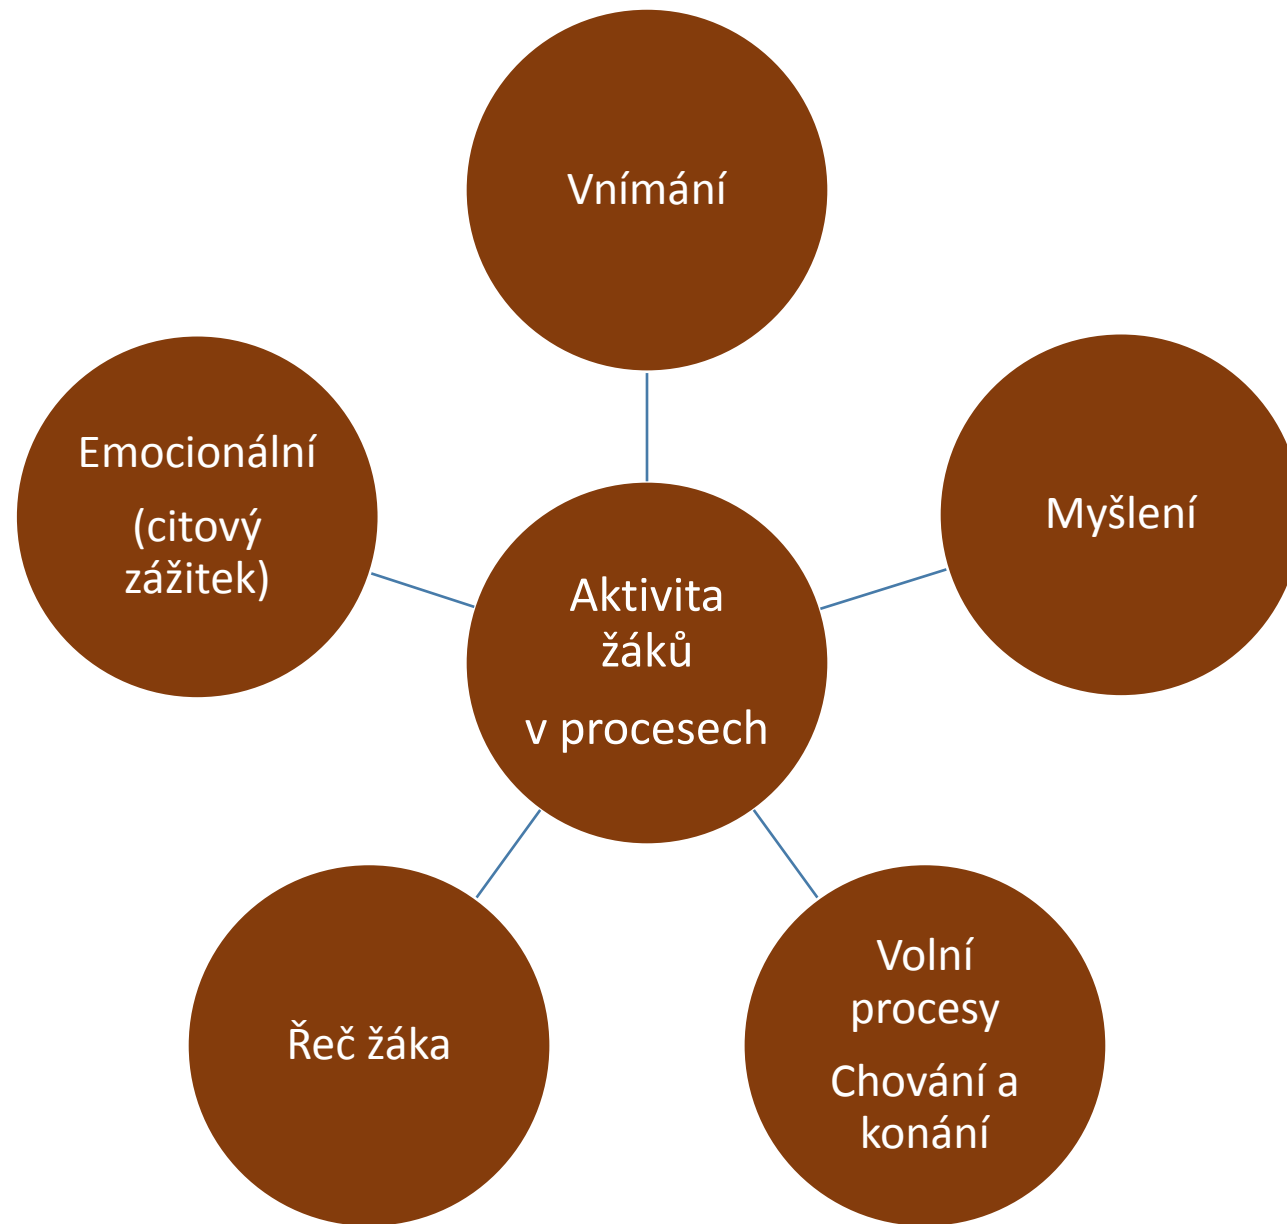 Vnímání
Emocionální
(citový
zážitek)
Myšlení
Aktivita
žáků
v procesech
Řeč žáka
Volní
procesy
Chování a
konání